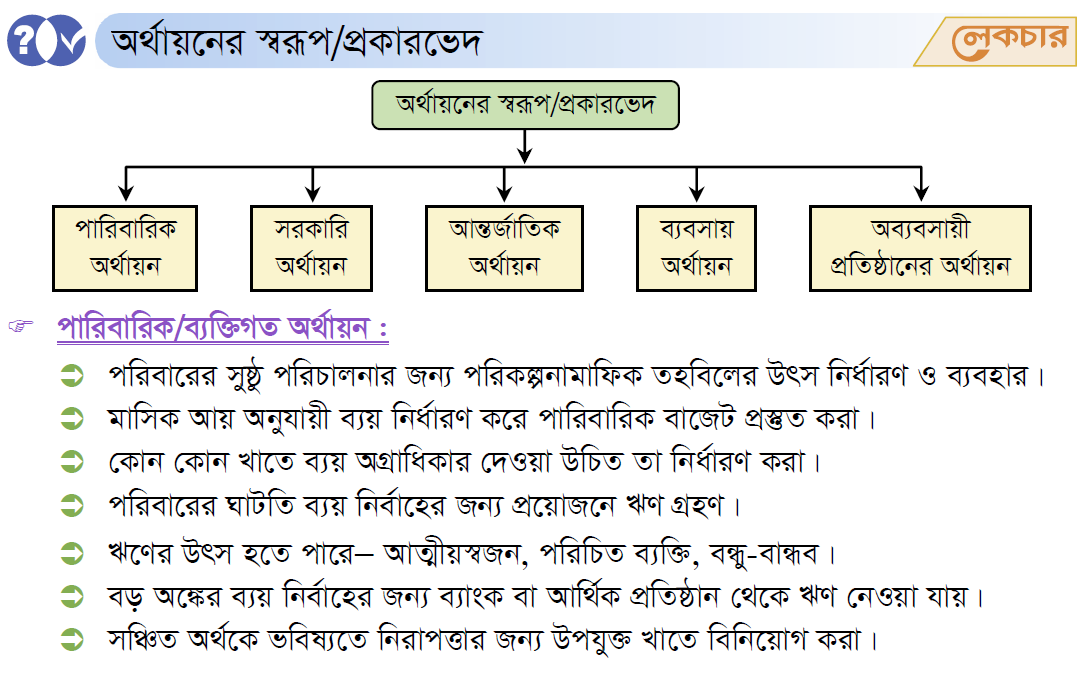 অর্থায়নের স্বরূপ/প্রকারভেদ
লেকচার
অর্থায়নের স্বরূপ/প্রকারভেদ
পারিবারিক
অর্থায়ন
সরকারি
অর্থায়ন
আন্তর্জাতিক
অর্থায়ন
ব্যবসায়
অর্থায়ন
অব্যবসায়ী
প্রতিষ্ঠানের অর্থায়ন
পারিবারিক/ব্যক্তিগত অর্থায়ন :
পরিবারের সুষ্ঠু পরিচালনার জন্য পরিকল্পনামাফিক তহবিলের উৎস নির্ধারণ ও ব্যবহার।
মাসিক আয় অনুযায়ী ব্যয় নির্ধারণ করে পারিবারিক বাজেট প্রস্তুত করা।
কোন কোন খাতে ব্যয় অগ্রাধিকার দেওয়া উচিত তা নির্ধারণ করা।
পরিবারের ঘাটতি ব্যয় নির্বাহের জন্য প্রয়োজনে ঋণ গ্রহণ।
ঋণের উৎস হতে পারে– আত্মীয়স্বজন, পরিচিত ব্যক্তি, বন্ধু-বান্ধব।
বড় অঙ্কের ব্যয় নির্বাহের জন্য ব্যাংক বা আর্থিক প্রতিষ্ঠান থেকে ঋণ নেওয়া যায়।
সঞ্চিত অর্থকে ভবিষ্যতে নিরাপত্তার জন্য উপযুক্ত খাতে বিনিয়োগ করা।